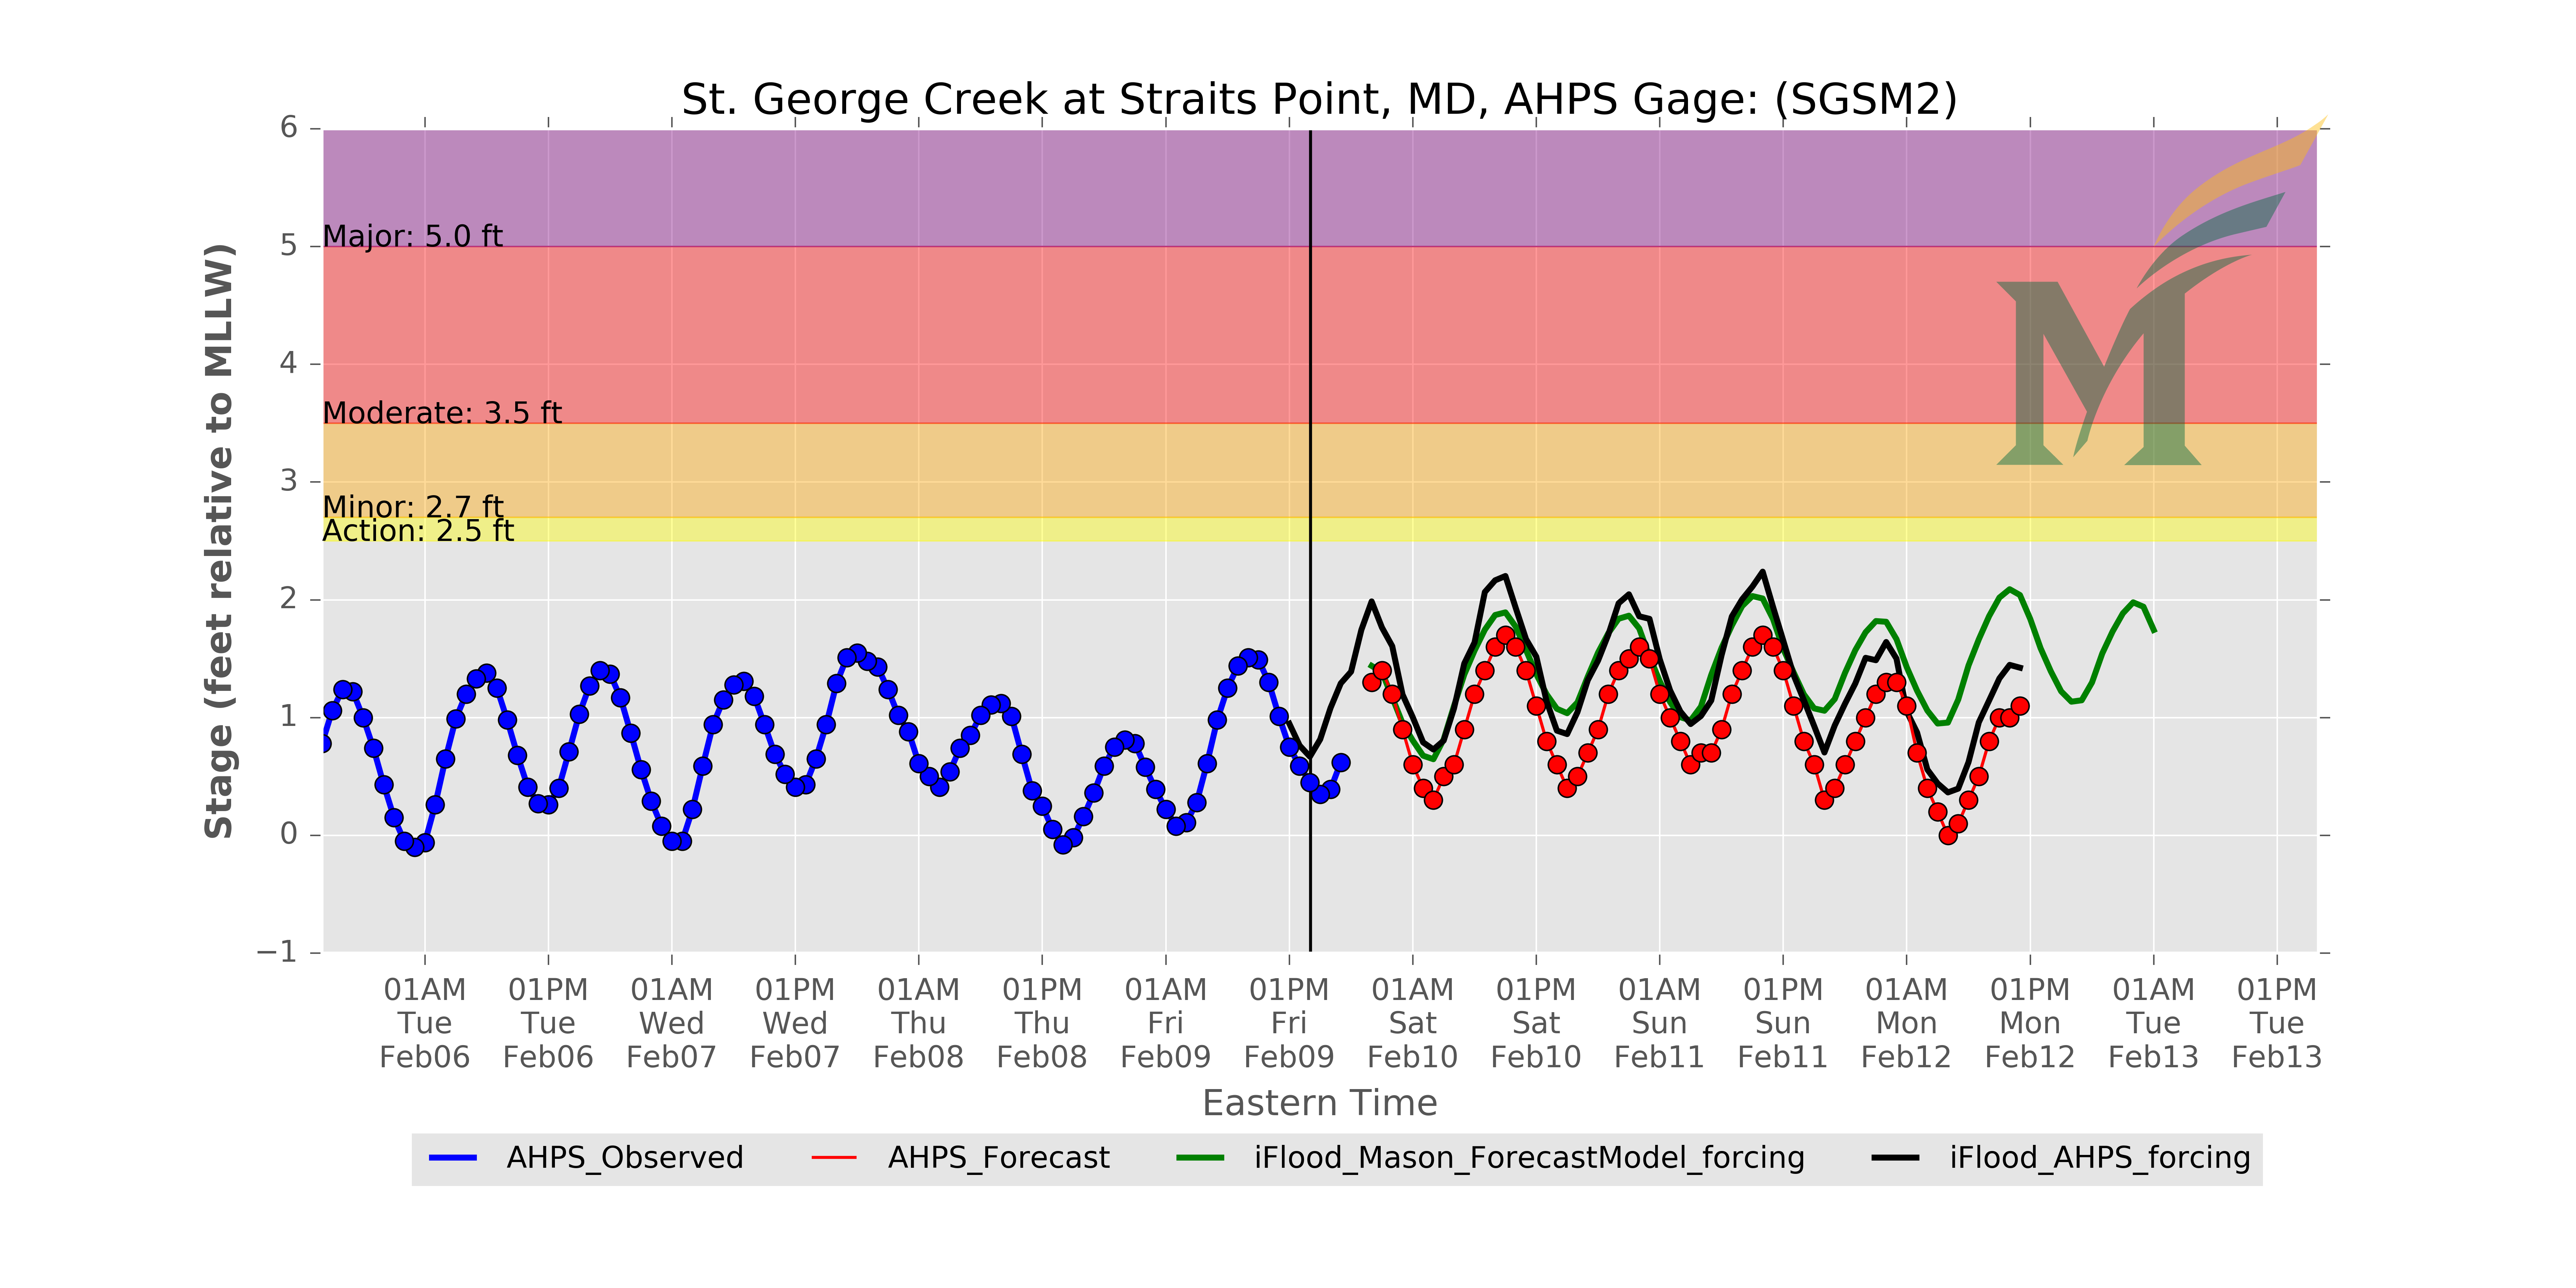 St. George Creek at Straits Point, MD, AHPS Gage: (SGSM2)
Stage (feet relative to MLLW)
6
5
4
3
2
1
0
−1
Major: 5.0 ft
Moderate: 3.5 ft
Minor: 2.7 ft
Action: 2.5 ft
M
01AM 01PM 01AM 01PM 01AM 01PM 01AM 01PM 01AM 01PM 01AM 01PM 01AM 01PM 01AM 01PM
Tue Tue Wed Wed Thu Thu Fri Fri Sat Sat Sun Sun Mon Mon Tue Tue
Feb06 Feb06 Feb07 Feb07 Feb08 Feb08 Feb09 Feb09 Feb10 Feb10 Feb11 Feb11 Feb12 Feb12 Feb13 Feb13
Eastern Time
AHPS_Observed AHPS_Forecast iFlood_Mason_ForecastModel_forcing iFlood_AHPS_forcing